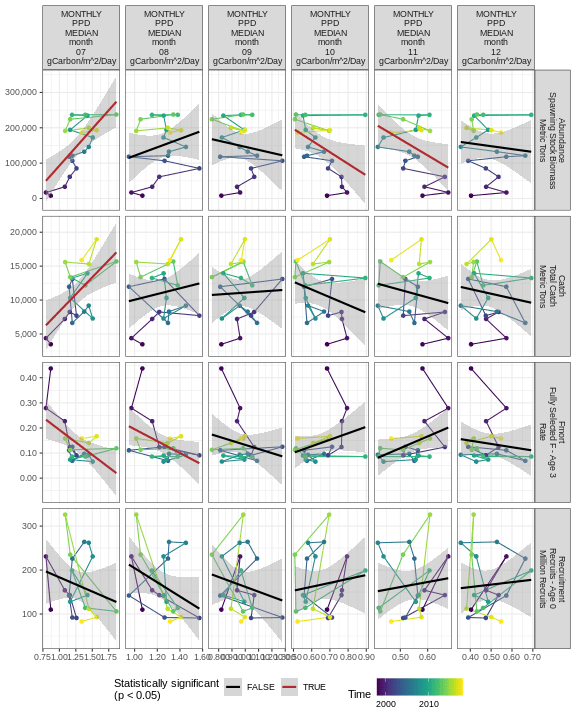 MONTHLY
PPD
MEDIAN
month
07
gCarbon/m^2/Day
MONTHLY
PPD
MEDIAN
month
08
gCarbon/m^2/Day
MONTHLY
PPD
MEDIAN
month
09
gCarbon/m^2/Day
MONTHLY
PPD
MEDIAN
month
10
gCarbon/m^2/Day
MONTHLY
PPD
MEDIAN
month
11
gCarbon/m^2/Day
MONTHLY
PPD
MEDIAN
month
12
gCarbon/m^2/Day
300,000
200,000
100,000
0
Abundance
Spawning Stock Biomass
Metric Tons
20,000
15,000
10,000
5,000
Catch
Total Catch
Metric Tons
0.40
0.30
0.20
0.10
0.00
Fmort
Fully Selected F - Age 3
Rate
300
200
100
Recruitment
Recruits - Age 0
Million Recruits
0.75 1.00 1.25 1.50 1.75
1.00 1.20 1.40 1.60
0.50 0.60 0.70 0.80 0.90
0.50 0.60
0.40 0.50 0.60 0.70
Statistically significant
(p < 0.05)
FALSE
TRUE
Time
2000
2010